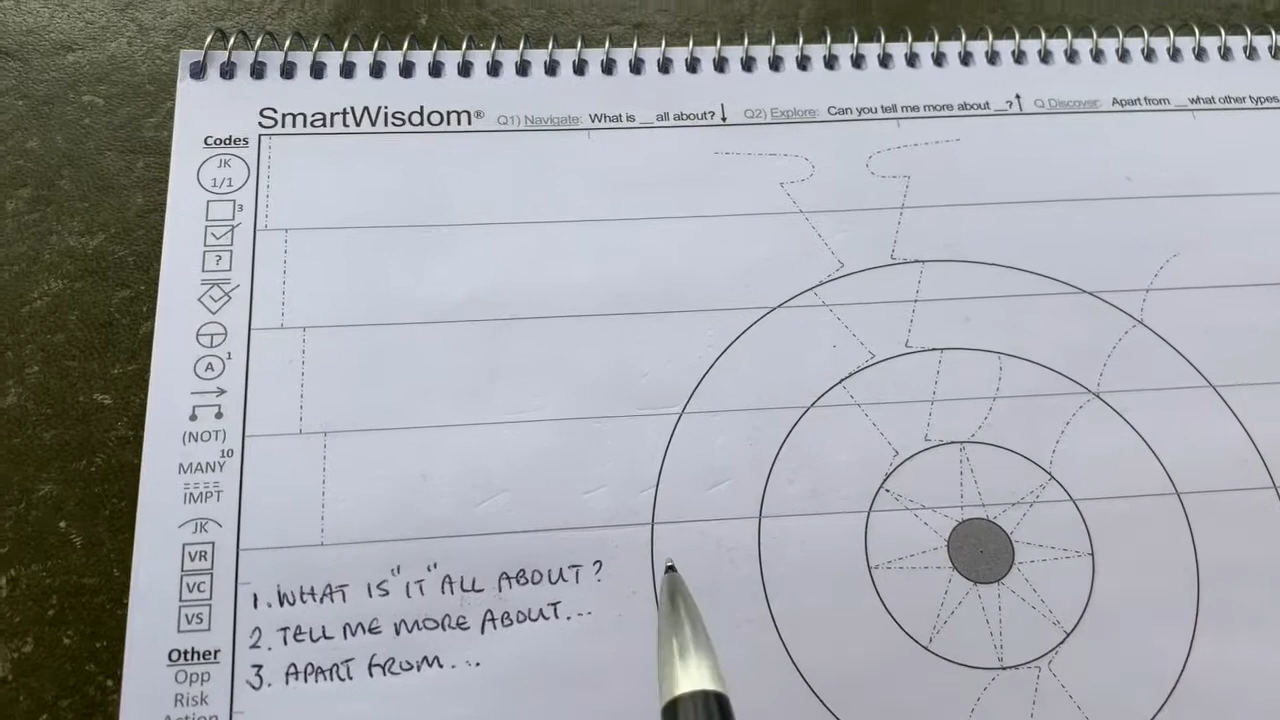 SmartWisdom® Q1) Navigate: What is __ all about?↓ Q2) Explore: Can you tell me more about __?↑ Q Discover: Apart from __ what other types
Codes
JK
1/1
3
?
A 1
(NOT)
MANY 10
IMPT
JK
VR
VC
VS
Other
Opp
Risk
Action
1. WHAT IS "IT" ALL ABOUT?
2. TELL ME MORE ABOUT...
3. APART FROM...